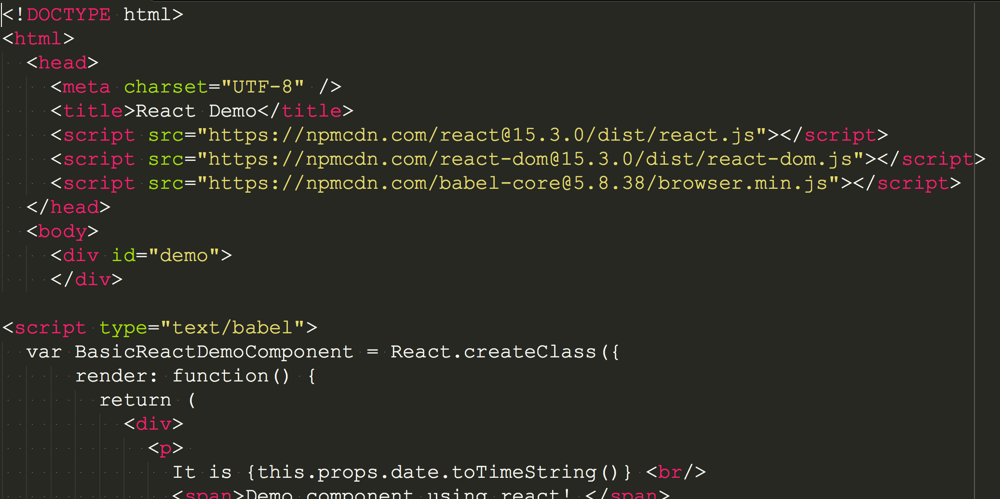 <!DOCTYPE html>
<html>
  <head>
    <meta charset="UTF-8" />
    <title>React Demo</title>
    <script src="https://npmcdn.com/react@15.3.0/dist/react.js"></script>
    <script src="https://npmcdn.com/react-dom@15.3.0/dist/react-dom.js"></script>
    <script src="https://npmcdn.com/babel-core@5.8.38/browser.min.js"></script>
  </head>
  <body>
    <div id="demo">
    </div>

<script type="text/babel">
  var BasicReactDemoComponent = React.createClass({
      render: function() {
        return (
          <div>
            <p>
              It is {this.props.date.toTimeString()} <br/>
              <span>Demo component using react! </span>